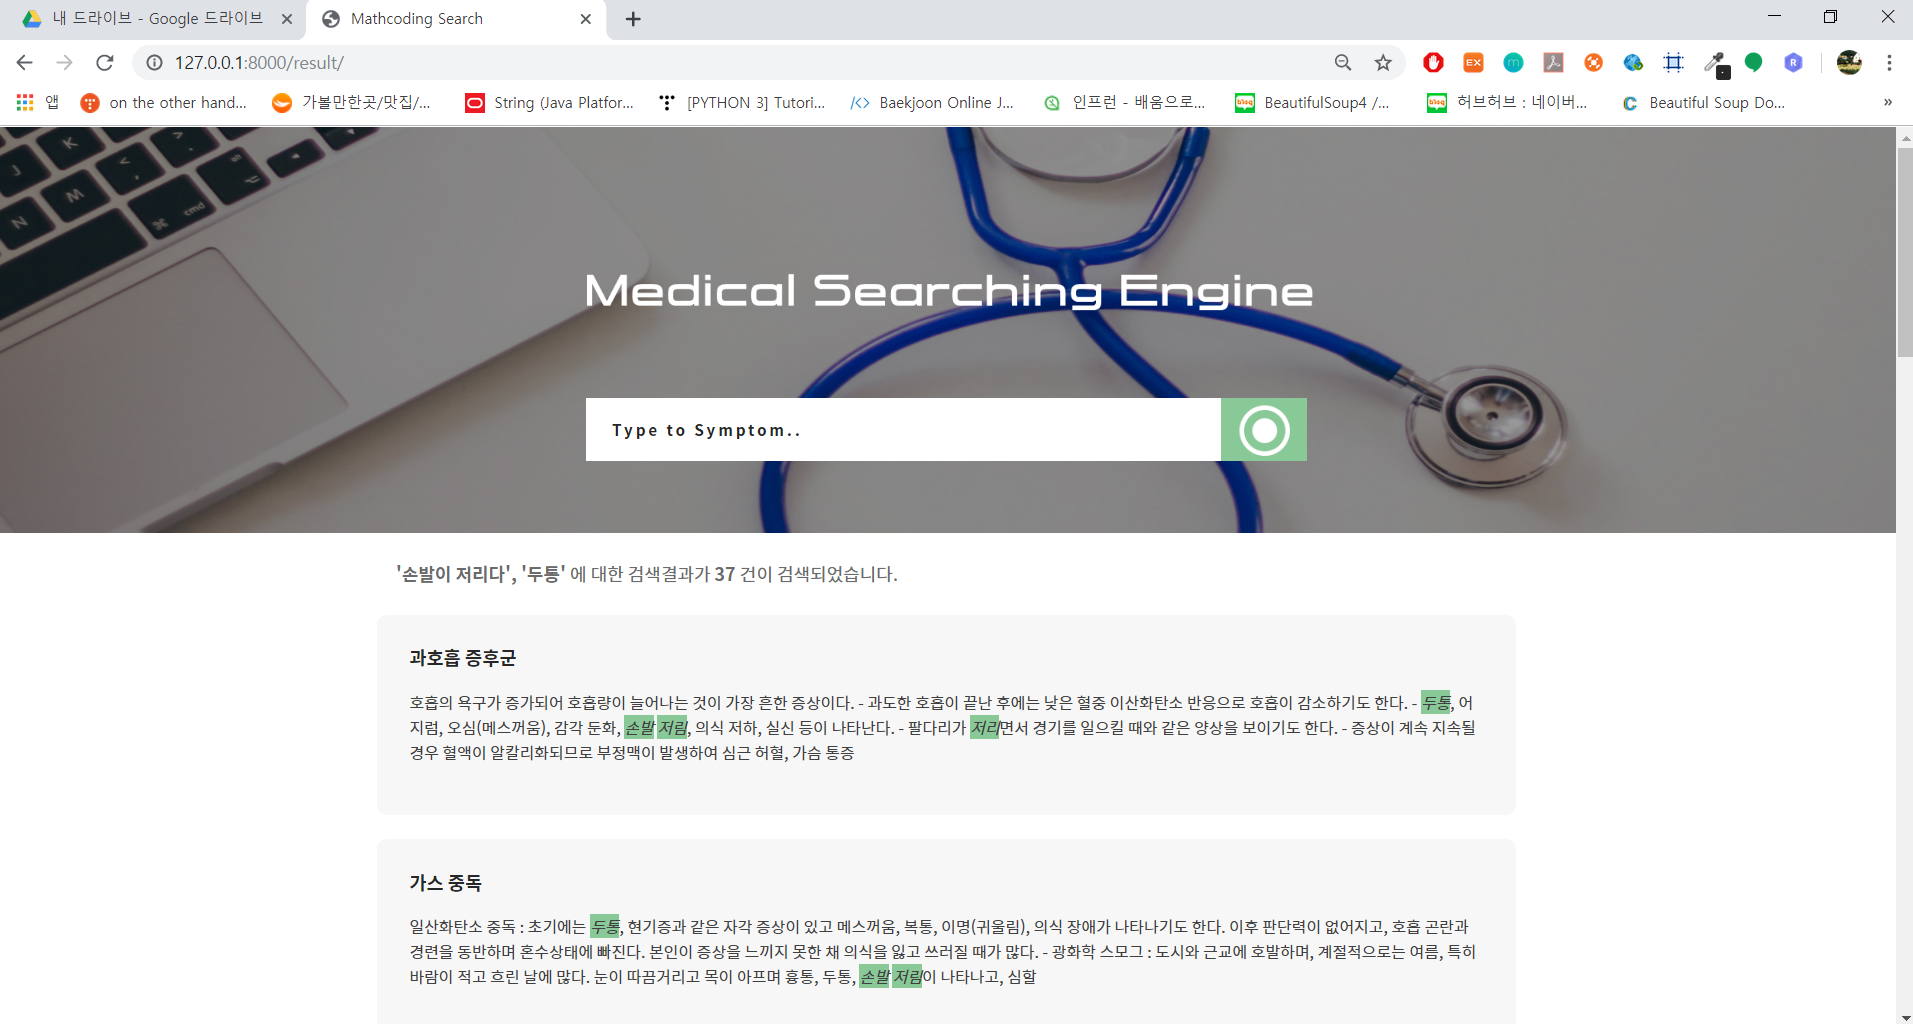 내 드라이브 - Google 드라이브
Mathcoding Search
127.0.0.1:8000/result/
앱
on the other hand...
가볼만한곳/맛집/...
String (Java Platfor...
[PYTHON 3] Tutori...
Baekjoon Online J...
인프런 - 배움으로...
BeautifulSoup4 /...
허브허브 : 네이버...
Beautiful Soup Do...
»
Medical Searching Engine
Type to Symptom..
'손발이 저리다', '두통' 에 대한 검색결과가 37 건이 검색되었습니다.
과호흡 증후군
호흡의 욕구가 증가되어 호흡량이 늘어나는 것이 가장 흔한 증상이다. - 과도한 호흡이 끝난 후에는 낮은 혈중 이산화탄소 반응으로 호흡이 감소하기도 한다. - 두통, 어
지럼, 오심(메스꺼움), 감각 둔화, 손발 저림, 의식 저하, 실신 등이 나타난다. - 팔다리가 저리면서 경기를 일으킬 때와 같은 양상을 보이기도 한다. - 증상이 계속 지속될
경우 혈액이 알칼리화되므로 부정맥이 발생하여 심근 허혈, 가슴 통증
가스 중독
일산화탄소 중독 : 초기에는 두통, 현기증과 같은 자각 증상이 있고 메스꺼움, 복통, 이명(귀울림), 의식 장애가 나타나기도 한다. 이후 판단력이 없어지고, 호흡 곤란과
경련을 동반하며 혼수상태에 빠진다. 본인이 증상을 느끼지 못한 채 의식을 잃고 쓰러질 때가 많다. - 광화학 스모그 : 도시와 근교에 호발하며, 계절적으로는 여름, 특히
바람이 적고 흐린 날에 많다. 눈이 따끔거리고 목이 아프며 흉통, 두통, 손발 저림이 나타나고, 심할